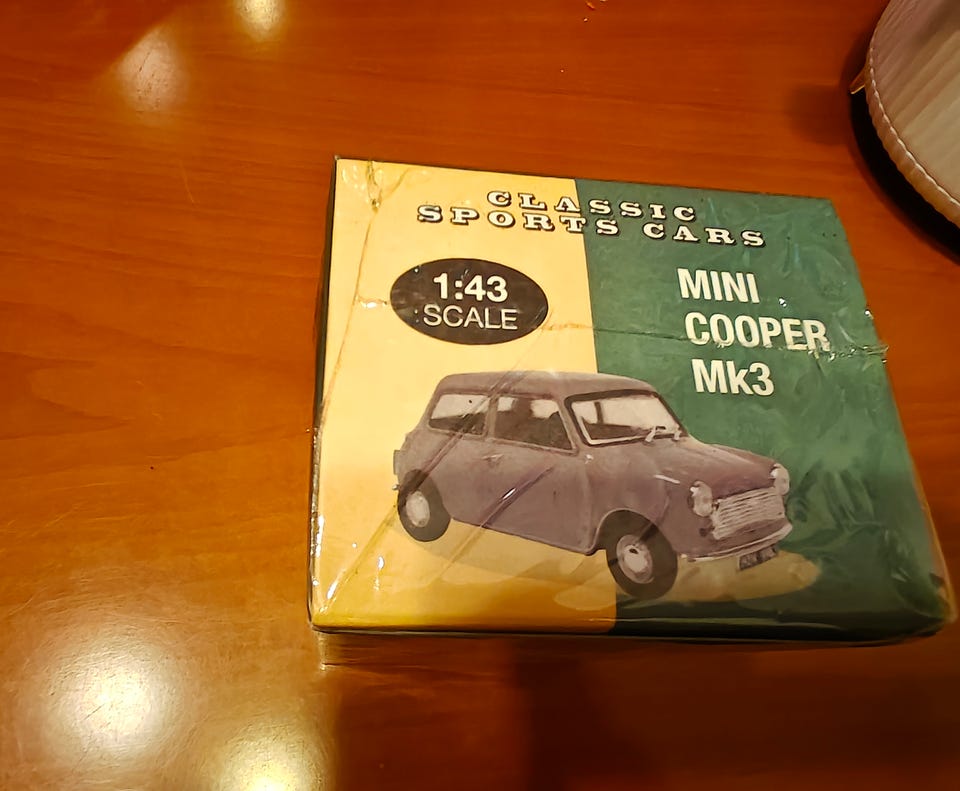 CLASSIC
SPORTS CARS
1:43
SCALE
MINI
COOPER
Mk3